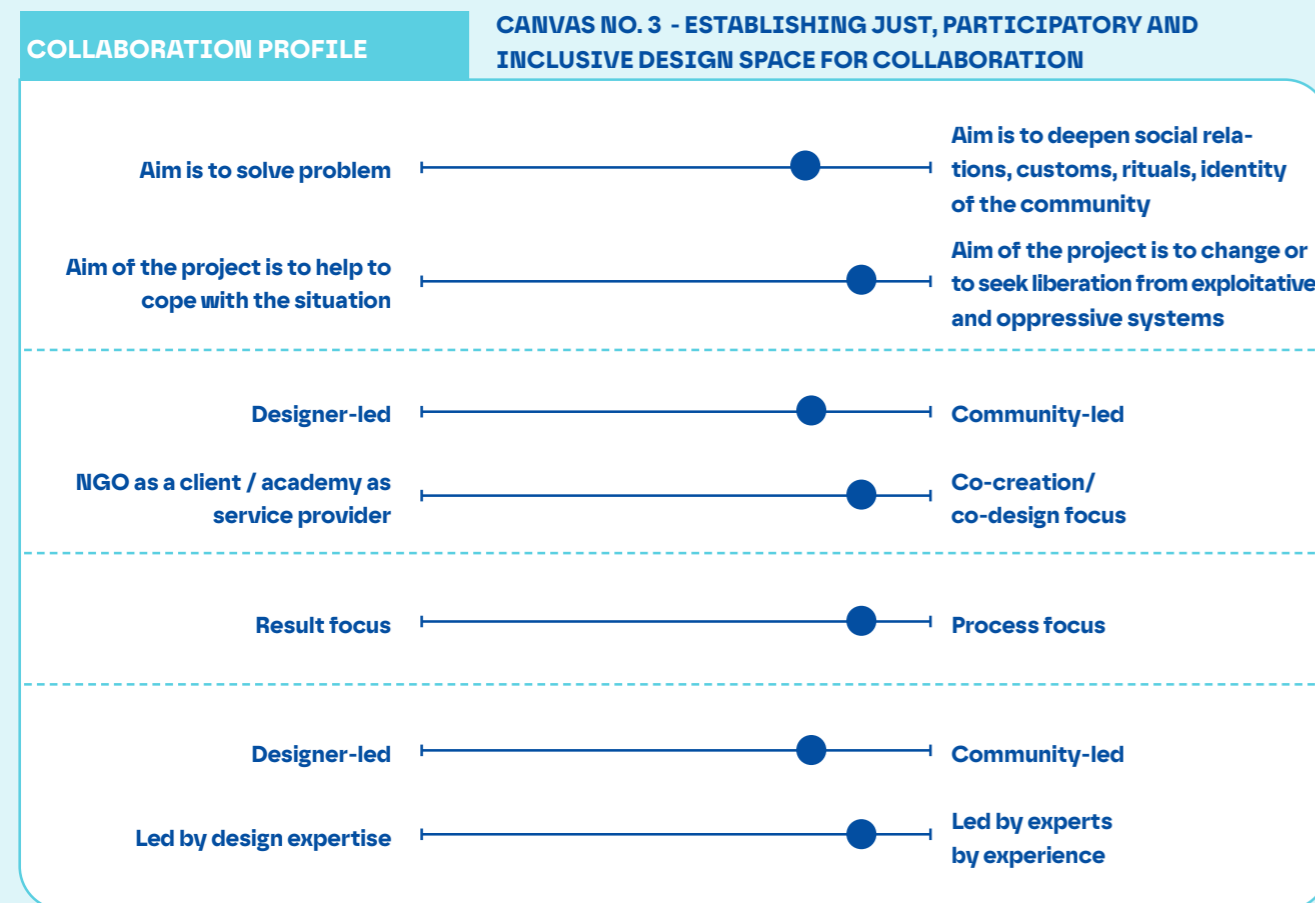 COLLABORATION PROFILE
CANVAS NO. 3 - ESTABLISHING JUST, PARTICIPATORY AND
INCLUSIVE DESIGN SPACE FOR COLLABORATION
Aim is to solve problem
Aim is to deepen social rela-
tions, customs, rituals, identity
of the community
Aim of the project is to help to
cope with the situation
Aim of the project is to change or
to seek liberation from exploitative
and oppressive systems
Designer-led
Community-led
NGO as a client / academy as
service provider
Co-creation/
co-design focus
Result focus
Process focus
Designer-led
Community-led
Led by design expertise
Led by experts
by experience